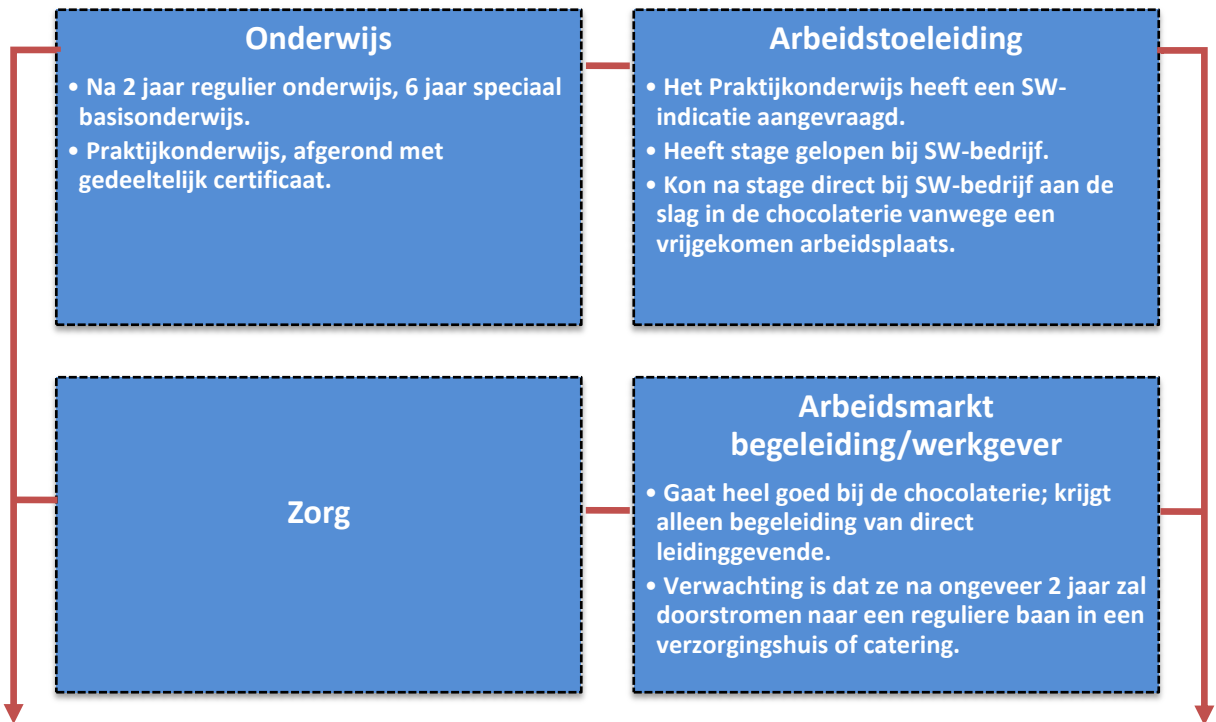 Onderwijs
• Na 2 jaar regulier onderwijs, 6 jaar speciaal
basisonderwijs.
• Praktijkonderwijs, afgerond met
gedeeltelijk certificaat.
Arbeidstoeleiding
• Het Praktijkonderwijs heeft een SW-
indicatie aangevraagd.
• Heeft stage gelopen bij SW-bedrijf.
• Kon na stage direct bij SW-bedrijf aan de
slag in de chocolaterie vanwege een
vrijgekomen arbeidsplaats.
Zorg
Arbeidsmarkt
begeleiding/werkgever
• Gaat heel goed bij de chocolaterie; krijgt
alleen begeleiding van direct
leidinggevende.
• Verwachting is dat ze na ongeveer 2 jaar zal
doorstromen naar een reguliere baan in een
verzorgingshuis of catering.